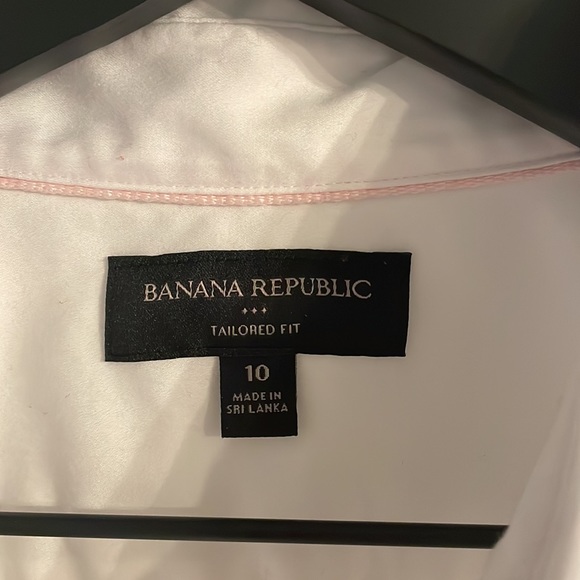 BANANA REPUBLIC
TAILORED FIT
10
MADE IN
SRI LANKA